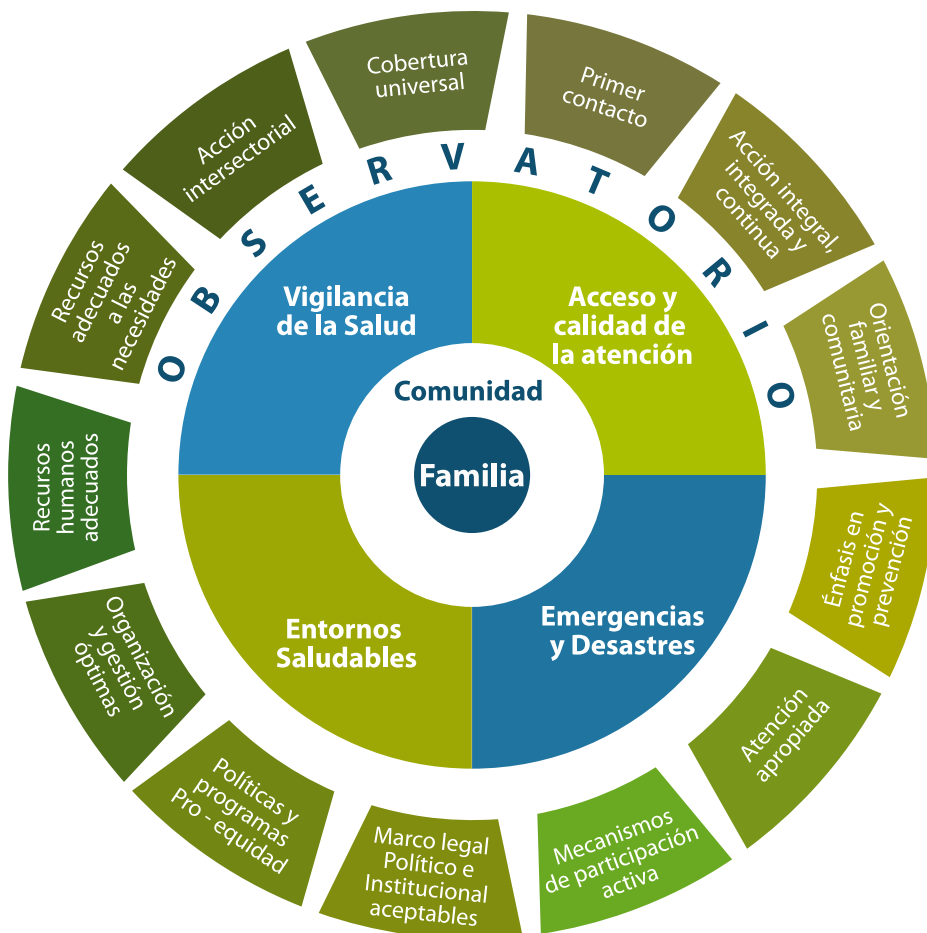 Cobertura
universal
Primer
contacto
Acción integral,
integrada y
continua
Orientación
familiar y
comunitaria
Énfasis en
promoción y
prevención
Atención
apropiada
Mecanismos
de participación
activa
Marco legal
Político e
Institucional
aceptables
Políticas y
programas
Pro - equidad
Organización
y gestión
óptimas
Recursos
humanos
adecuados
Recursos
adecuados
a las
necesidades
Acción
intersectorial
OBSERVATORIO
Vigilancia
de la Salud
Acceso y
calidad de
la atención
Comunidad
Familia
Entornos
Saludables
Emergencias
y Desastres